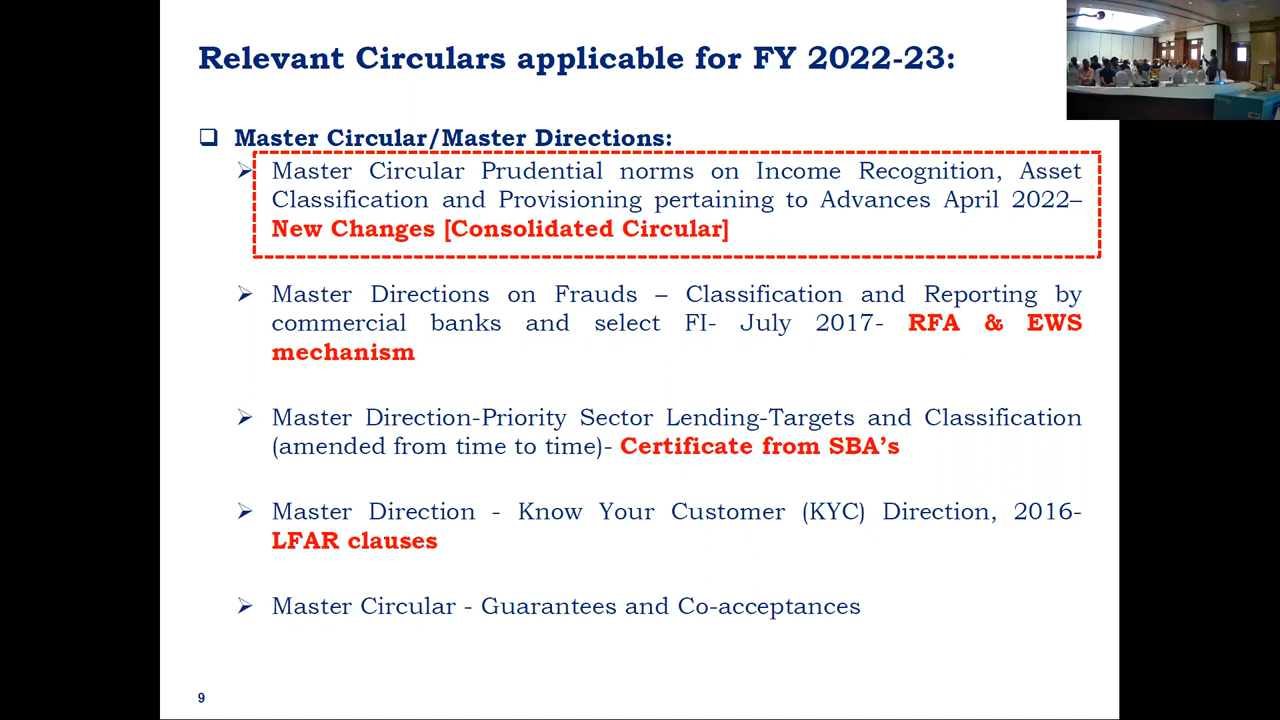 Relevant Circulars applicable for FY 2022-23:
Master Circular/Master Directions:
Master Circular Prudential norms on Income Recognition, Asset
Classification and Provisioning pertaining to Advances April 2022–
New Changes [Consolidated Circular]
Master Directions on Frauds – Classification and Reporting by
commercial banks and select FI- July 2017- RFA & EWS
mechanism
Master Direction-Priority Sector Lending-Targets and Classification
(amended from time to time)- Certificate from SBA’s
Master Direction - Know Your Customer (KYC) Direction, 2016-
LFAR clauses
Master Circular - Guarantees and Co-acceptances
9